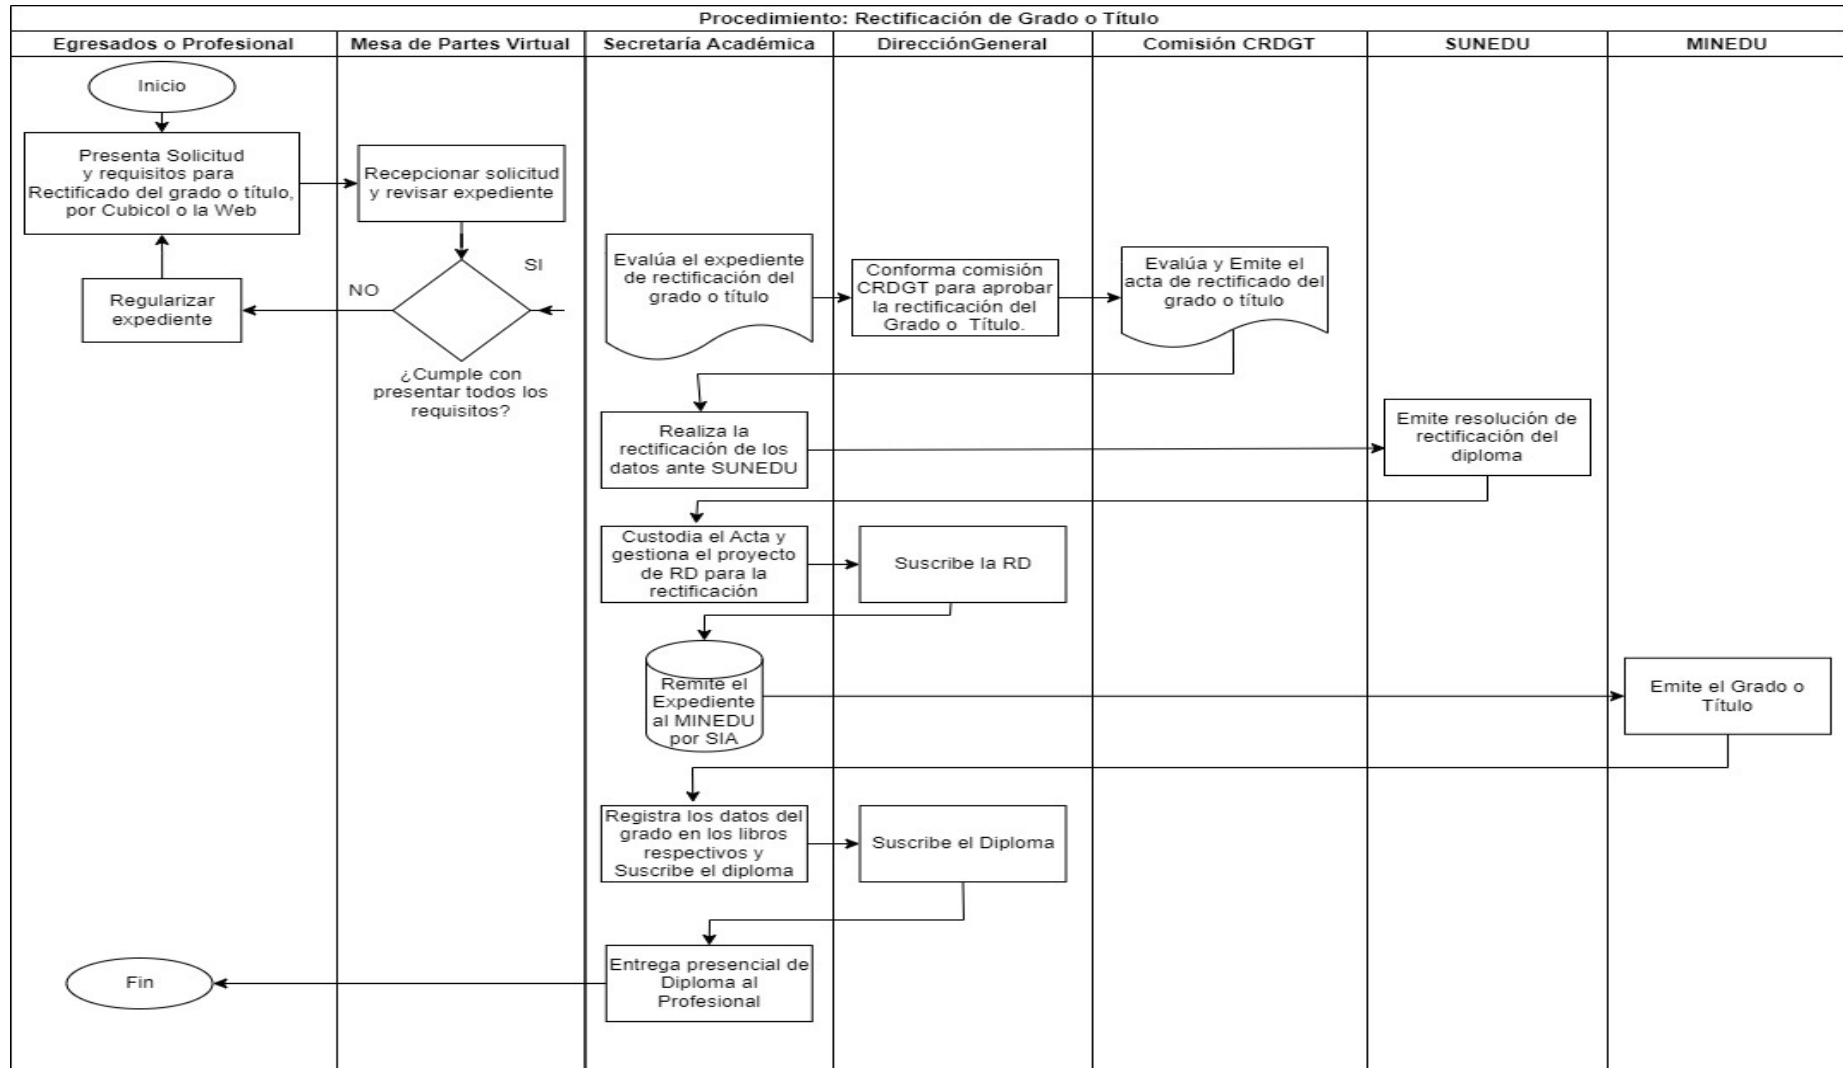 Procedimiento: Rectificación de Grado o Título
Egresados o Profesional
Mesa de Partes Virtual
Secretaría Académica
DirecciónGeneral
Comisión CRDGT
SUNEDU
MINEDU
Inicio
Presenta Solicitud
y requisitos para
Rectificado del grado o título,
por Cubicol o la Web
Recepcionar solicitud
y revisar expediente
Regularizar
expediente
NO
SI
¿Cumple con
presentar todos los
requisitos?
Evalúa el expediente
de rectificación del
grado o título
Conforma comisión
CRDGT para aprobar
la rectificación del
Grado o Título.
Evalúa y Emite el
acta de rectificado del
grado o título
Realiza la
rectificación de los
datos ante SUNEDU
Emite resolución de
rectificación del
diploma
Custodia el Acta y
gestiona el proyecto
de RD para la
rectificación
Suscribe la RD
Remite el
Expediente
al MINEDU
por SIA
Emite el Grado o
Título
Registra los datos del
grado en los libros
respectivos y
Suscribe el diploma
Suscribe el Diploma
Entrega presencial de
Diploma al
Profesional
Fin